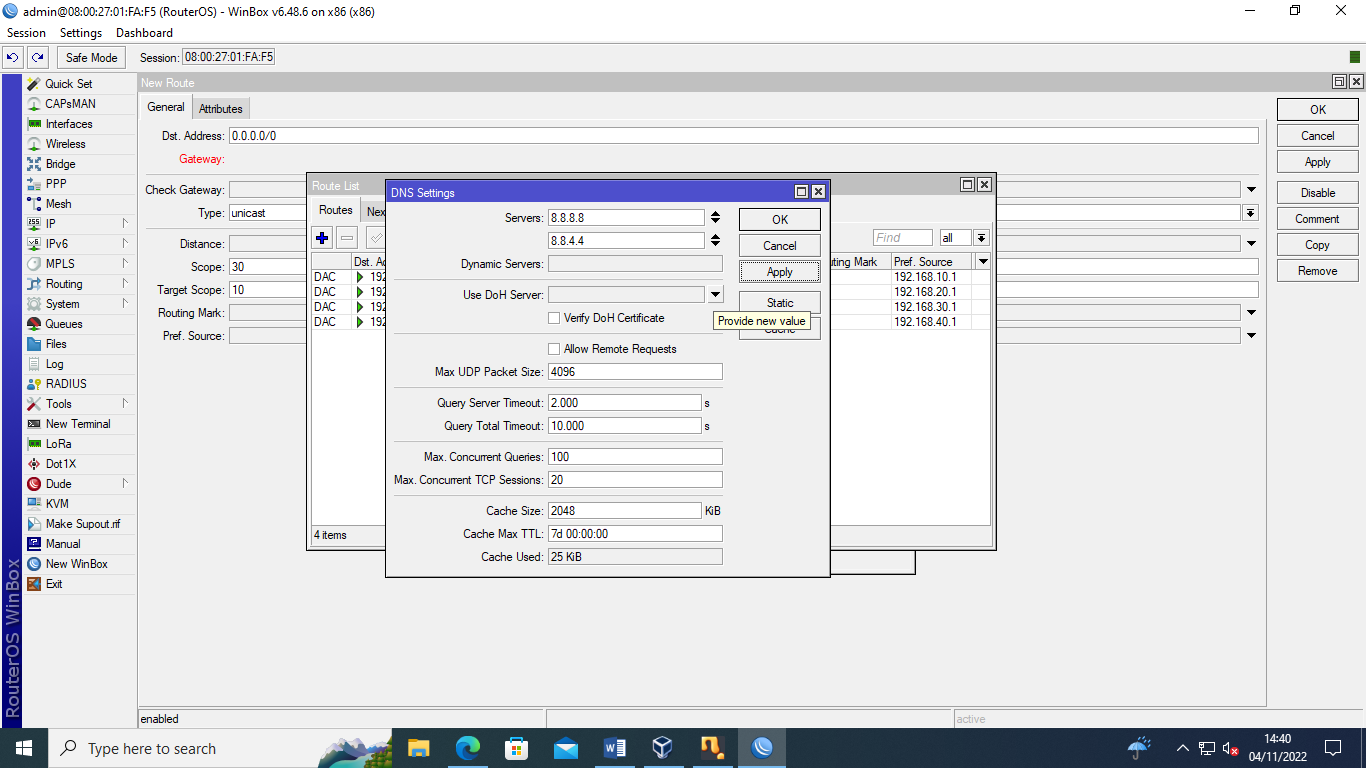 admin@08:00:27:01:FA:F5 (RouterOS) - WinBox v6.48.6 on x86 (x86)
Session Settings Dashboard
Safe Mode Session: 08:00:27:01:FA:F5
Quick Set
CAPsMAN
Interfaces
Wireless
Bridge
PPP
Mesh
IP
IPv6
MPLS
Routing
System
Queues
Files
Log
RADIUS
Tools
New Terminal
LoRa
Dot1X
Dude
KVM
Make Supout.rif
Manual
New WinBox
Exit
RouterOS WinBox
New Route
General Attributes
Dst. Address: 0.0.0.0/0
Gateway:
Check Gateway:
Type: unicast
Distance:
Scope: 30
Target Scope: 10
Routing Mark:
Pref. Source:
OK
Cancel
Apply
Disable
Comment
Copy
Remove
Route List
Routes Nex
Find all
Dst. Ac uting Mark Pref. Source
DAC 192 192.168.10.1
DAC 192 192.168.20.1
DAC 192 192.168.30.1
DAC 192 192.168.40.1
4 items
DNS Settings
Servers: 8.8.8.8
8.8.4.4
Dynamic Servers:
Use DoH Server:
Verify DoH Certificate
Allow Remote Requests
Max UDP Packet Size: 4096
Query Server Timeout: 2.000 s
Query Total Timeout: 10.000 s
Max. Concurrent Queries: 100
Max. Concurrent TCP Sessions: 20
Cache Size: 2048 KiB
Cache Max TTL: 7d 00:00:00
Cache Used: 25 KiB
OK
Cancel
Apply
Static
Provide new value
Cache
enabled active
Type here to search
14:40
04/11/2022